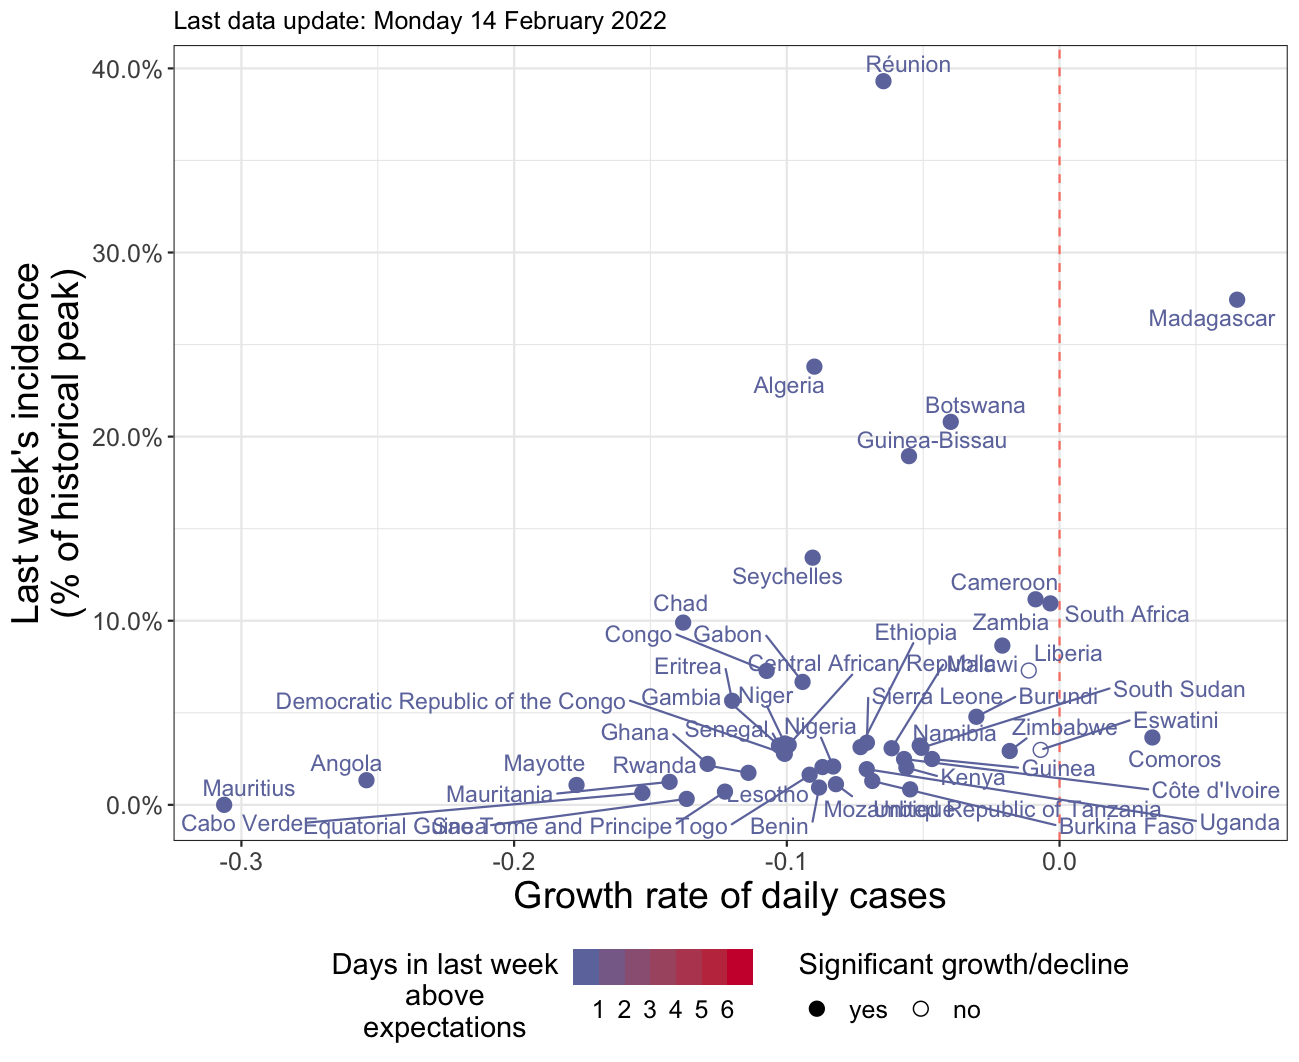 Last data update: Monday 14 February 2022
Last week's incidence
(% of historical peak)
40.0%
30.0%
20.0%
10.0%
0.0%
Réunion
Madagascar
Algeria
Botswana
Guinea-Bissau
Seychelles
Cameroon
Chad
South Africa
Zambia
Congo
Gabon
Ethiopia
Liberia
Eritrea
Central African Republic
Malawi
Democratic Republic of the Congo
Gambia
Niger
Sierra Leone
Burundi
South Sudan
Ghana
Senegal
Nigeria
Namibia
Zimbabwe
Eswatini
Angola
Mayotte
Rwanda
Guinea
Comoros
Mauritius
Mauritania
Lesotho
Kenya
Côte d'Ivoire
Mozambique
United Republic of Tanzania
Cabo Verde
Equatorial Guinea
Sao Tome and Principe
Togo
Benin
Burkina Faso
Uganda
-0.3
-0.2
-0.1
0.0
Growth rate of daily cases
Days in last week
above
expectations
1 2 3 4 5 6
Significant growth/decline
yes
no